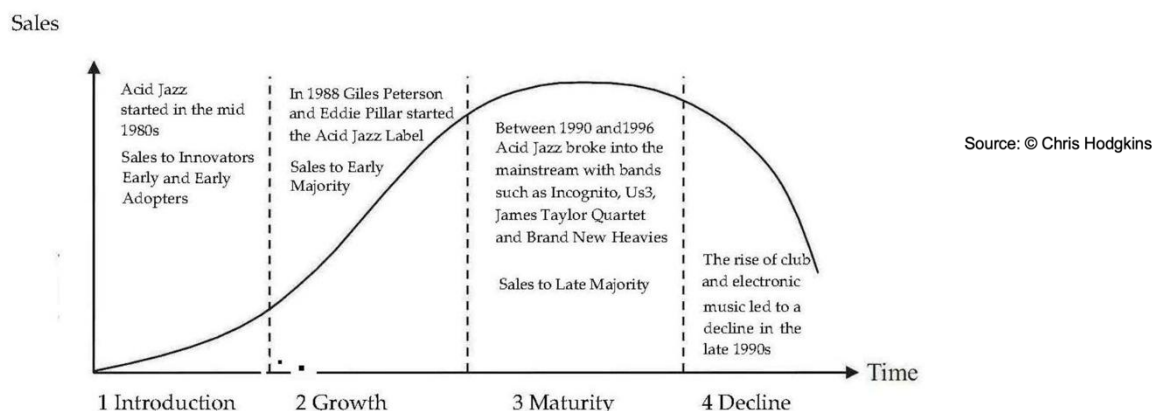 Sales
Acid Jazz
started in the mid
1980s
Sales to Innovators
Early and Early
Adopters
In 1988 Giles Peterson
and Eddie Pillar started
the Acid Jazz Label
Sales to Early
Majority
Between 1990 and1996
Acid Jazz broke into the
mainstream with bands
such as Incognito, Us3,
James Taylor Quartet
and Brand New Heavies
Sales to Late Majority
The rise of club
and electronic
music led to a
decline in the
late 1990s
Source: © Chris Hodgkins
Time
1 Introduction
2 Growth
3 Maturity
4 Decline